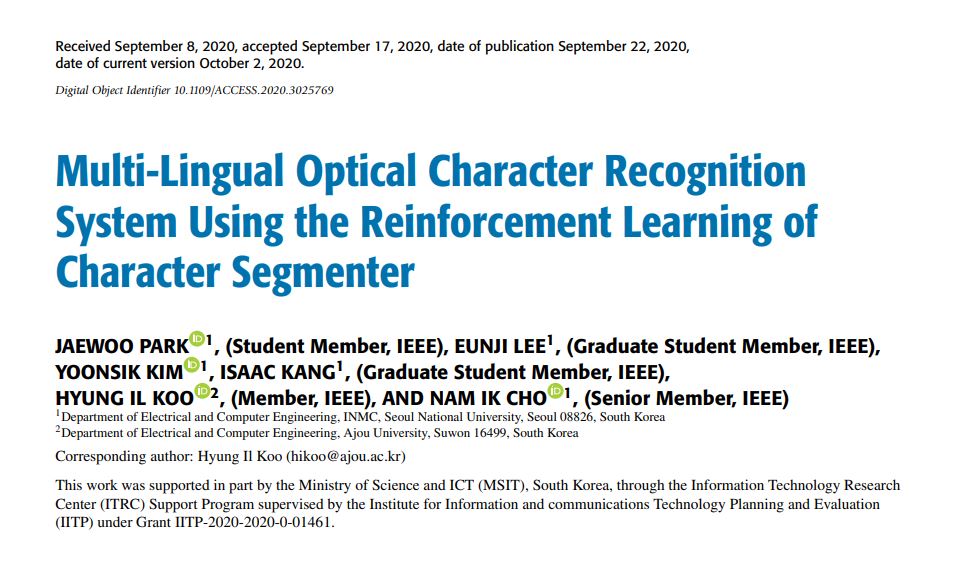 Received September 8, 2020, accepted September 17, 2020, date of publication September 22, 2020,
date of current version October 2, 2020.
Digital Object Identifier 10.1109/ACCESS.2020.3025769
Multi-Lingual Optical Character Recognition
System Using the Reinforcement Learning of
Character Segmenter
JAEWOO PARK iD 1, (Student Member, IEEE), EUNJI LEE1, (Graduate Student Member, IEEE),
YOONSIK KIM iD 1, ISAAC KANG1, (Graduate Student Member, IEEE),
HYUNG IL KOO iD 2, (Member, IEEE), AND NAM IK CHO iD 1, (Senior Member, IEEE)
1Department of Electrical and Computer Engineering, INMC, Seoul National University, Seoul 08826, South Korea
2Department of Electrical and Computer Engineering, Ajou University, Suwon 16499, South Korea
Corresponding author: Hyung Il Koo (hikoo@ajou.ac.kr)
This work was supported in part by the Ministry of Science and ICT (MSIT), South Korea, through the Information Technology Research
Center (ITRC) Support Program supervised by the Institute for Information and communications Technology Planning and Evaluation
(IITP) under Grant IITP-2020-2020-0-01461.